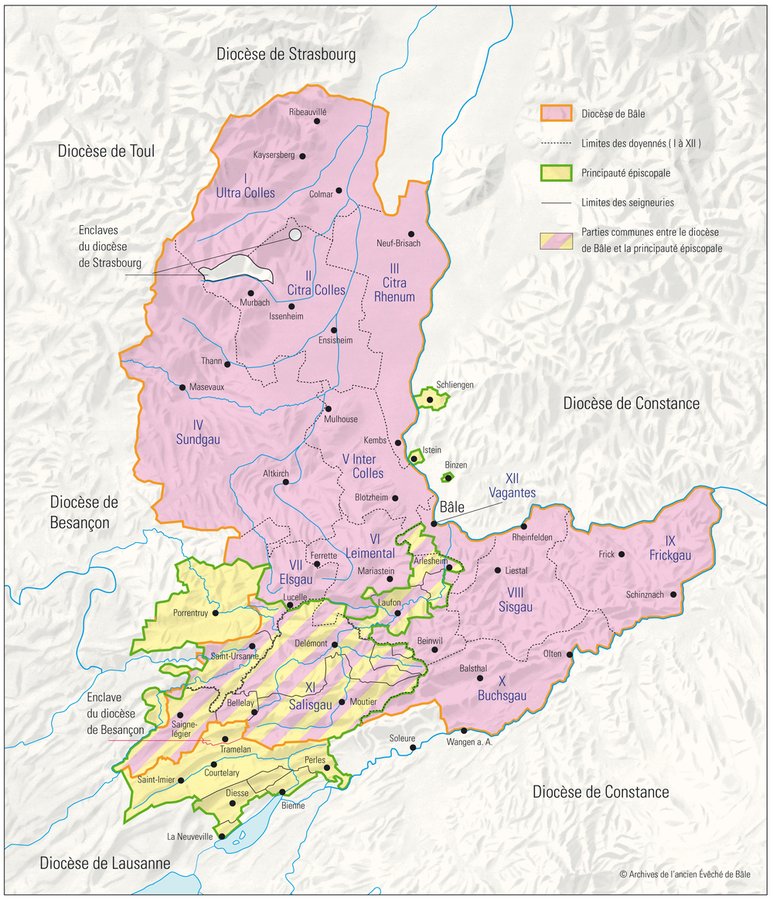 Diocèse de Strasbourg
Ribeauvillé
Diocèse de Bâle
Diocèse de Toul
Limites des doyennés ( I à XII )
Kaysersberg
Principauté épiscopale
I
Ultra Colles
Colmar
Limites des seigneuries
Enclaves
du diocèse
de Strasbourg
Parties communes entre le diocèse
de Bâle et la principauté épiscopale
Neuf-Brisach
II
Citra Colles
III
Citra
Rhenum
Murbach
Issenheim
Ensisheim
Thann
Masevaux
Schliengen
Diocèse de Constance
Mulhouse
IV
Sundgau
Kembs
Istein
V Inter
Colles
Binzen
Altkirch
XII
Vagantes
Blotzheim
Diocèse de
Besançon
Bâle
Rheinfelden
VI
Leimental
IX
Frickgau
Ferrette
Frick
VII
Elsgau
Mariastein
Arlesheim
Liestal
VIII
Sisgau
Schinznach
Lucelle
Laufon
Porrentruy
Saint-Ursanne
Delémont
Beinwil
Olten
Balsthal
XI
Salisgau
X
Buchsgau
Enclave
du diocèse
de Besançon
Bellelay
Moutier
Saigne-
légier
Soleure
Wangen a. A.
Tramelan
Saint-Imier
Courtelary
Perles
Diesse
Bienne
Diocèse de Constance
La Neuveville
Diocèse de Lausanne
© Archives de l'ancien Évêché de Bâle